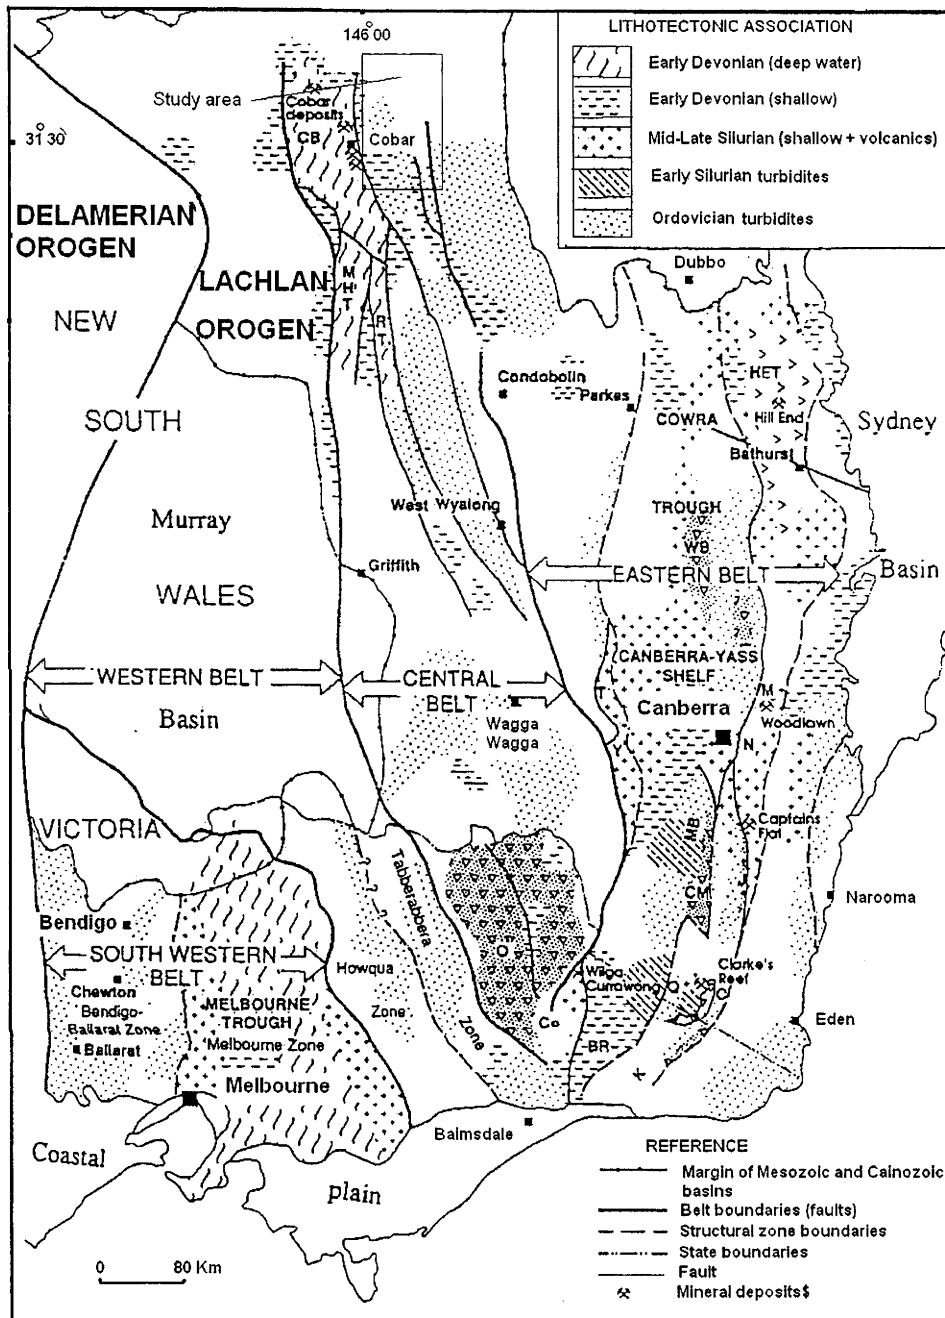 146°00
LITHOTECTONIC ASSOCIATION
Early Devonian (deep water)
Early Devonian (shallow)
Mid-Late Silurian (shallow + volcanics)
Early Silurian turbidites
Ordovician turbidites
Study area
Cobar
deposits
CB
Cobar
31°30
DELAMERIAN
OROGEN
LACHLAN
OROGEN
MHT
RT
NEW
SOUTH
WALES
Dubbo
Condobolin
Parkes
HET
Hill End
COWRA
Bathurst
Sydney
TROUGH
WB
West Wyalong
Murray
Griffith
EASTERN BELT
Basin
WESTERN BELT
CENTRAL
BELT
CANBERRA-YASS
SHELF
Basin
T
Y
M
Canberra
Woodlawn
N
Wagga
Wagga
VICTORIA
MB
Captains
Flat
CM
Tabberabbera
Zone
Narooma
Bendigo
SOUTH WESTERN
BELT
Howqua
Zone
O
Wilga
Currawong
Clarke's
Reef
Chewton
Bendigo-
Ballarat Zone
Ballarat
MELBOURNE
TROUGH
Melbourne Zone
Melbourne
Co
BR
K
Eden
Bairnsdale
Coastal
plain
REFERENCE
Margin of Mesozoic and Cainozoic
basins
Belt boundaries (faults)
Structural zone boundaries
State boundaries
Fault
Mineral deposits$
0 80 Km